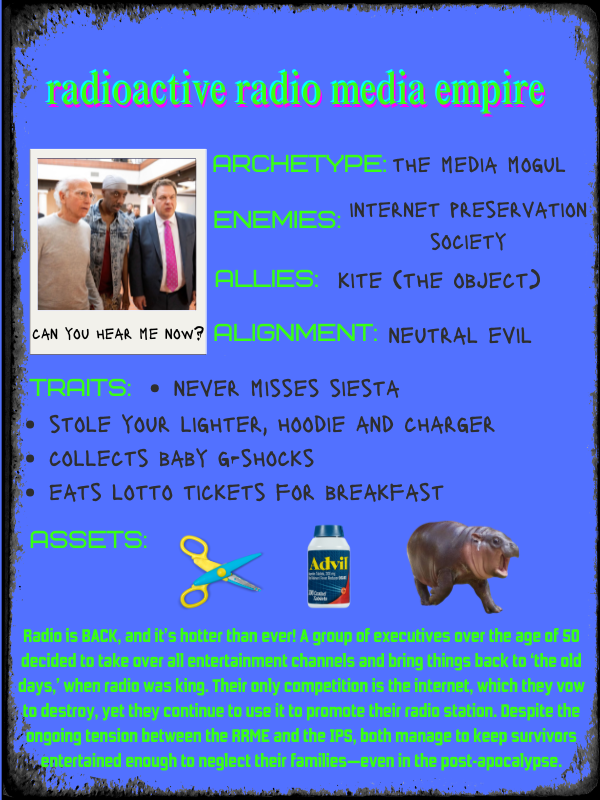 radioactive radio media empire
ARCHETYPE: THE MEDIA MOGUL
ENEMIES: INTERNET PRESERVATION
SOCIETY
ALLIES: KITE (THE OBJECT)
CAN YOU HEAR ME NOW?
ALIGNMENT: NEUTRAL EVIL
TRAITS: • NEVER MISSES SIESTA
• STOLE YOUR LIGHTER, HOODIE AND CHARGER
• COLLECTS BABY G-SHOCKS
• EATS LOTTO TICKETS FOR BREAKFAST
ASSETS:
Advil
Radio is BACK, and it's hotter than ever! A group of executives over the age of 50
decided to take over all entertainment channels and bring things back to 'the old
days,' when radio was king. Their only competition is the internet, which they vow
to destroy, yet they continue to use it to promote their radio station. Despite the
ongoing tension between the RRME and the IPS, both manage to keep survivors
entertained enough to neglect their families—even in the post-apocalypse.